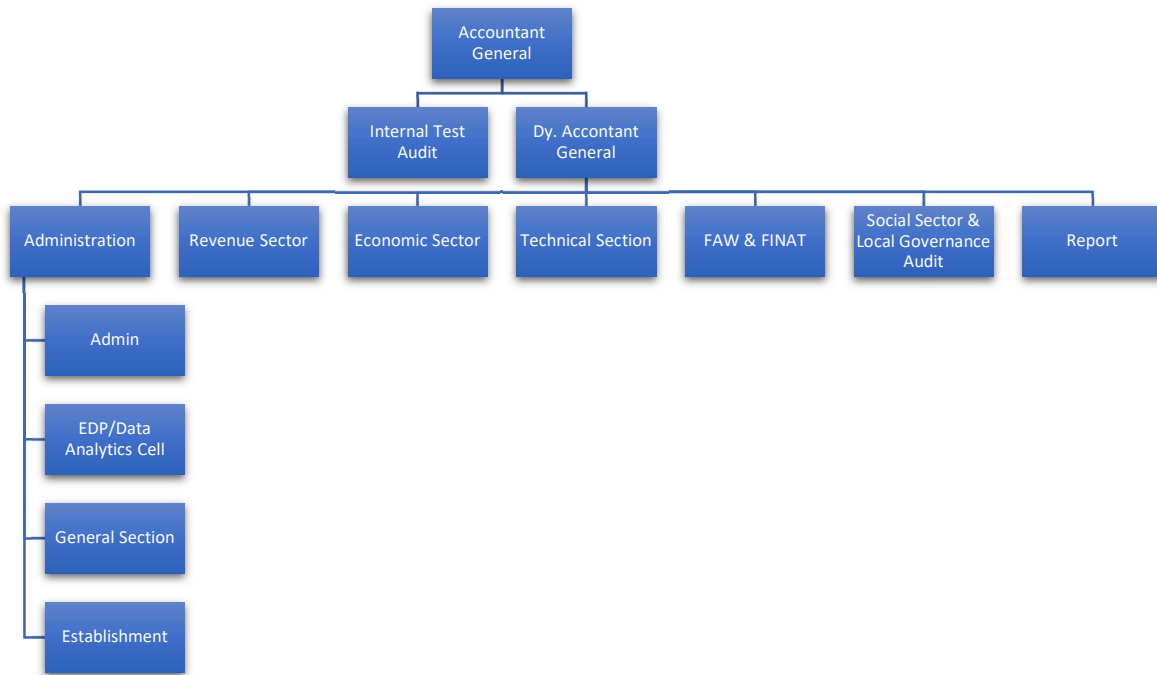 Accountant
General
Internal Test
Audit
Dy. Accontant
General
Administration
Revenue Sector
Economic Sector
Technical Section
FAW & FINAT
Social Sector &
Local Governance
Audit
Report
Admin
EDP/Data
Analytics Cell
General Section
Establishment